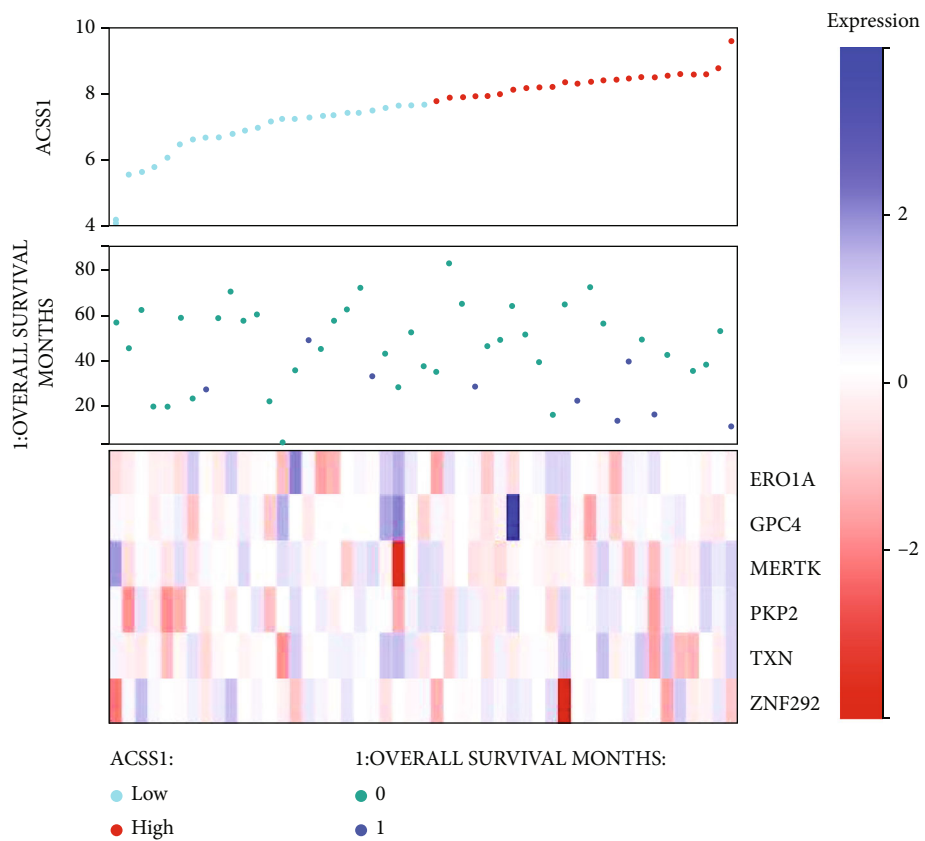 Expression
10
8
6
4
ACSS1
80
60
40
20
1:OVERALL SURVIVAL
MONTHS
2
0
−2
ERO1A
GPC4
MERTK
PKP2
TXN
ZNF292
ACSS1:
Low
High
1:OVERALL SURVIVAL MONTHS:
0
1